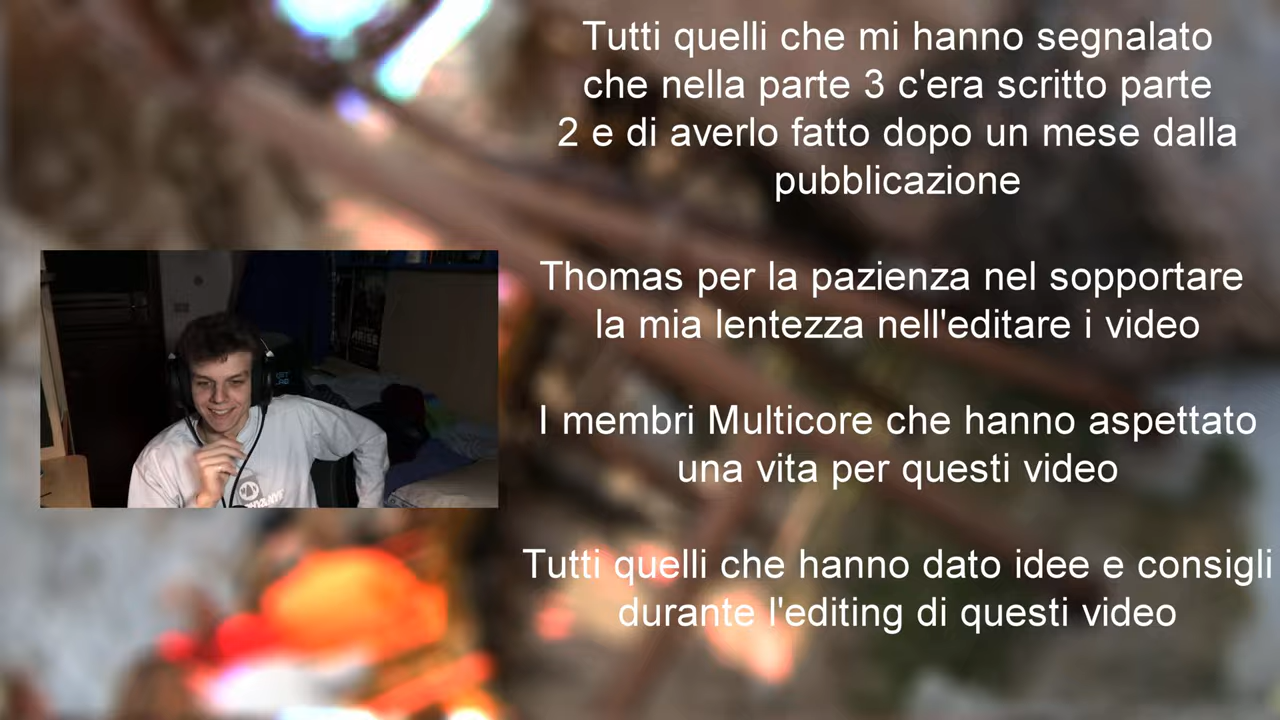 Tutti quelli che mi hanno segnalato
che nella parte 3 c'era scritto parte
2 e di averlo fatto dopo un mese dalla
pubblicazione
Thomas per la pazienza nel sopportare
la mia lentezza nell'editare i video
I membri Multicore che hanno aspettato
una vita per questi video
Tutti quelli che hanno dato idee e consigli
durante l'editing di questi video